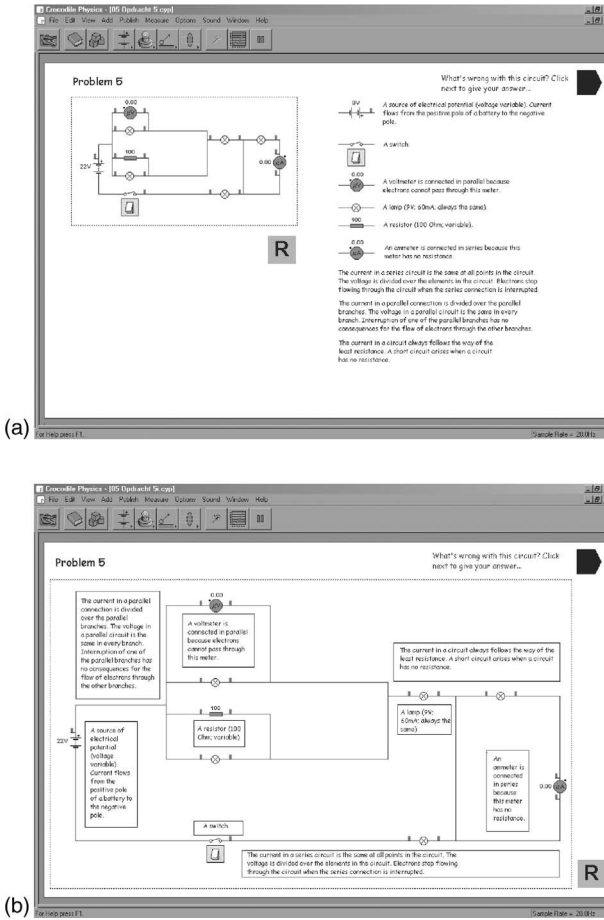 Crocodile Physics - [05 Opdracht 5.cyp]
File Edit View Add Publish Measure Options Sound Window Help
Problem 5
What's wrong with this circuit? Click
next to give your answer...
0.00
μV
100
22V
0.00
μA
R
9V
A source of electrical potential (voltage variable). Current
flows from the positive pole of a battery to the negative
pole.
A switch
0.00
μV
A voltmeter is connected in parallel because
electrons cannot pass through this meter.
A lamp (9V; 60mA; always the same).
100
A resistor (100 Ohm; variable).
0.00
μA
An ammeter is connected in series because this
meter has no resistance.
The current in a series circuit is the same at all points in the circuit.
The voltage is divided over the elements in the circuit. Electrons stop
flowing through the circuit when the series connection is interrupted.
The current in a parallel connection is divided over the parallel
branches. The voltage in a parallel circuit is the same in every
branch. Interruption of one of the parallel branches has no
consequences for the flow of electrons through the other branches.
The current in a circuit always follows the way of the
least resistance. A short circuit arises when a circuit
has no resistance.
(a)
For Help press F1.
Sample Rate = 20.0Hz
Crocodile Physics - [05 Opdracht 5i.cyp]
File Edit View Add Publish Measure Options Sound Window Help
Problem 5
What's wrong with this circuit? Click
next to give your answer...
The current in a parallel
connection is divided
over the parallel
branches. The voltage in
a parallel circuit is the
same in every branch.
Interruption of one of
the parallel branches has
no consequences for the
flow of electrons through
the other branches.
0.00
μV
A voltmeter is
connected in parallel
because electrons
cannot pass through
this meter.
The current in a circuit always follows the way of the
least resistance. A short circuit arises when a circuit
has no resistance.
100
A resistor (100
Ohm; variable)
A lamp (9V;
60mA; always the
same)
22V
A source of
electrical
potential
(voltage
variable).
Current flows
from the
positive pole
of a battery to
the negative
pole.
An
ammeter is
connected
in series
because
this meter
has no
resistance.
0.00
μA
A switch
The current in a series circuit is the same at all points in the circuit. The
voltage is divided over the elements in the circuit. Electrons stop flowing
through the circuit when the series connection is interrupted.
R
(b)
For Help press F1.
Sample Rate = 20.0Hz